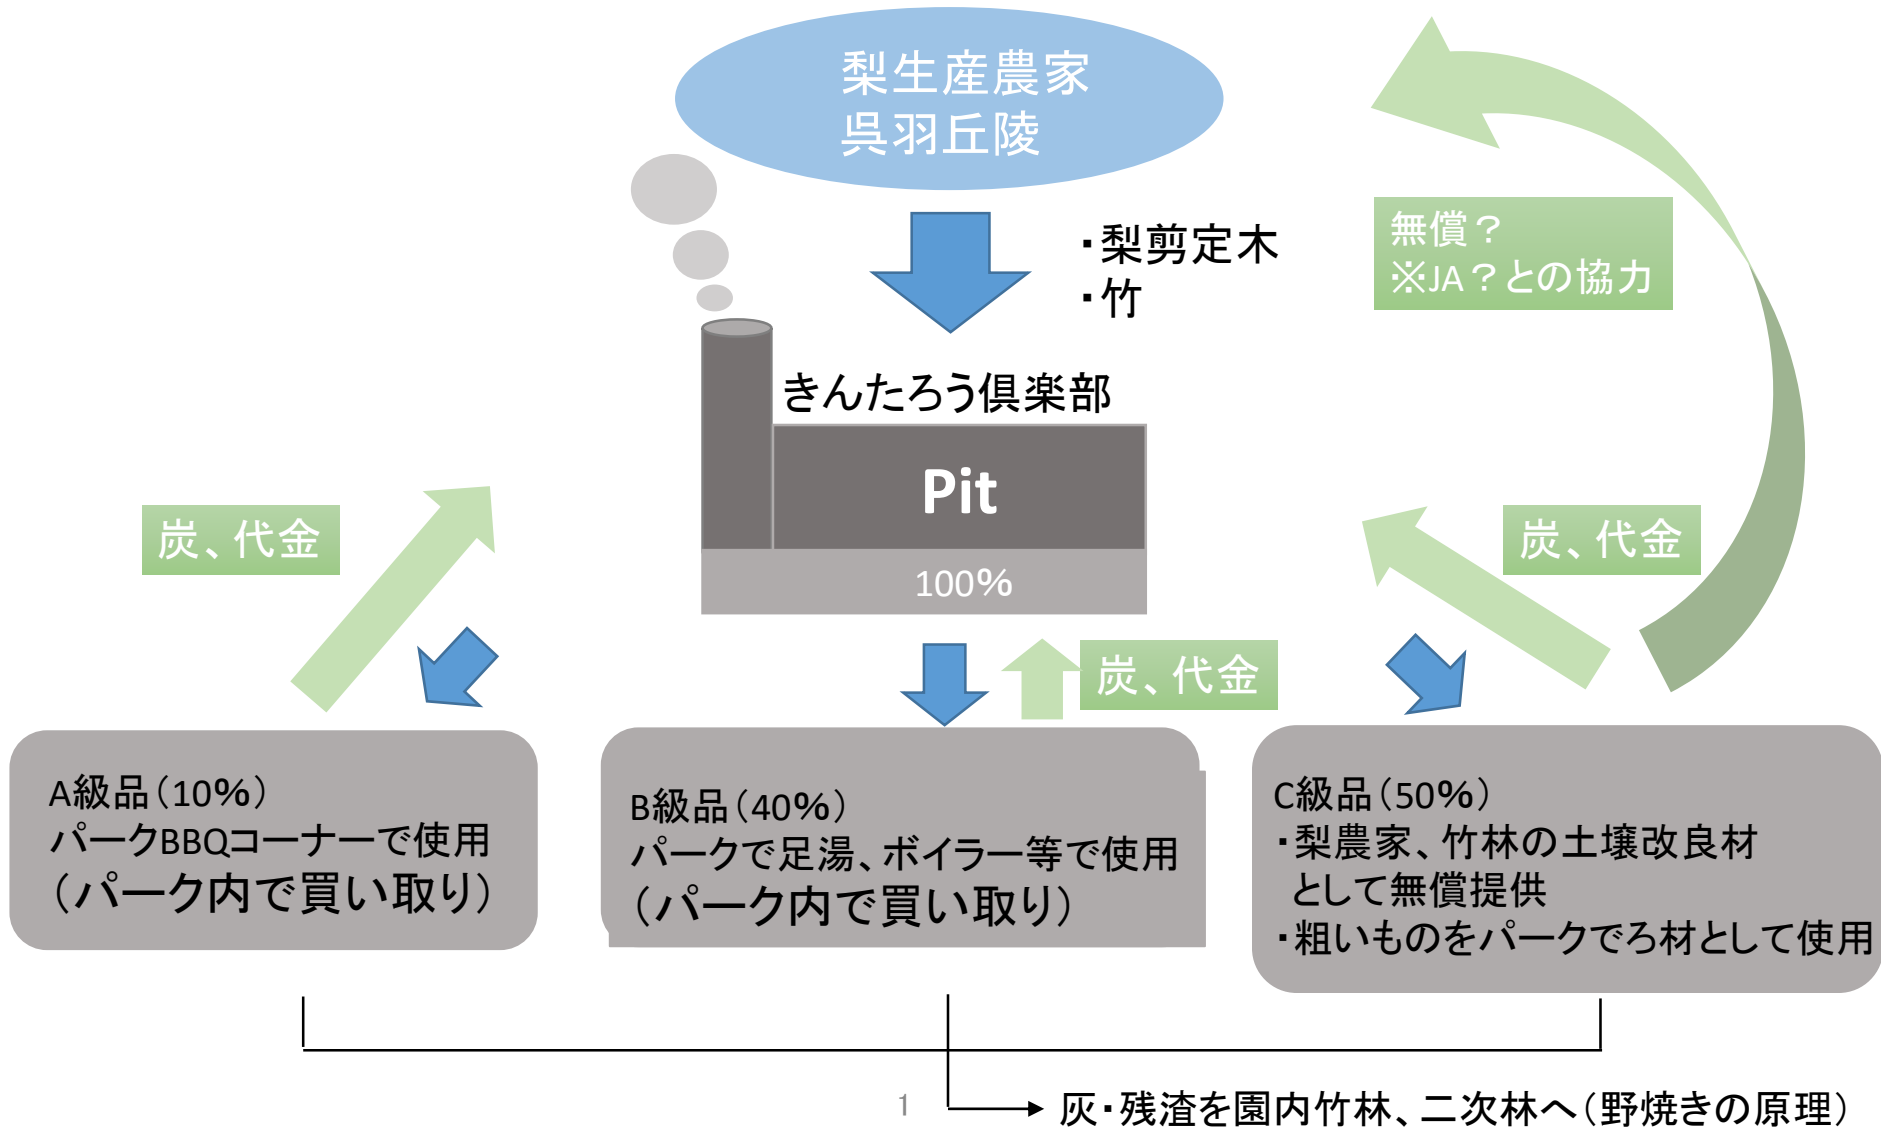 梨生産農家
呉羽丘陵
・梨剪定木
・竹
無償？
※JA？との協力
きんたろう倶楽部
Pit
100%
炭、代金
炭、代金
炭、代金
A級品（10%）
パークBBQコーナーで使用
（パーク内で買い取り）
B級品（40%）
パークで足湯、ボイラー等で使用
（パーク内で買い取り）
C級品（50%）
・梨農家、竹林の土壌改良材
として無償提供
・粗いものをパークでろ材として使用
1
灰・残渣を園内竹林、二次林へ（野焼きの原理）